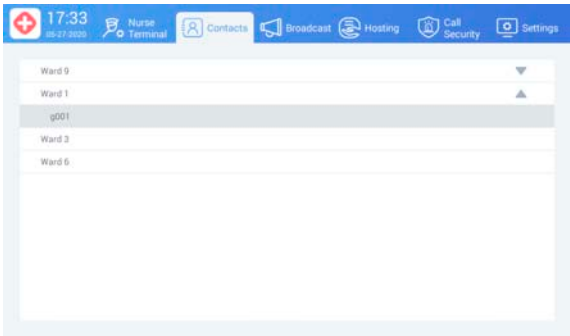 17:33
05-27-2020
Nurse
Terminal
Contacts
Broadcast
Hosting
Call
Security
Settings
Ward 9
Ward 1
g001
Ward 3
Ward 6